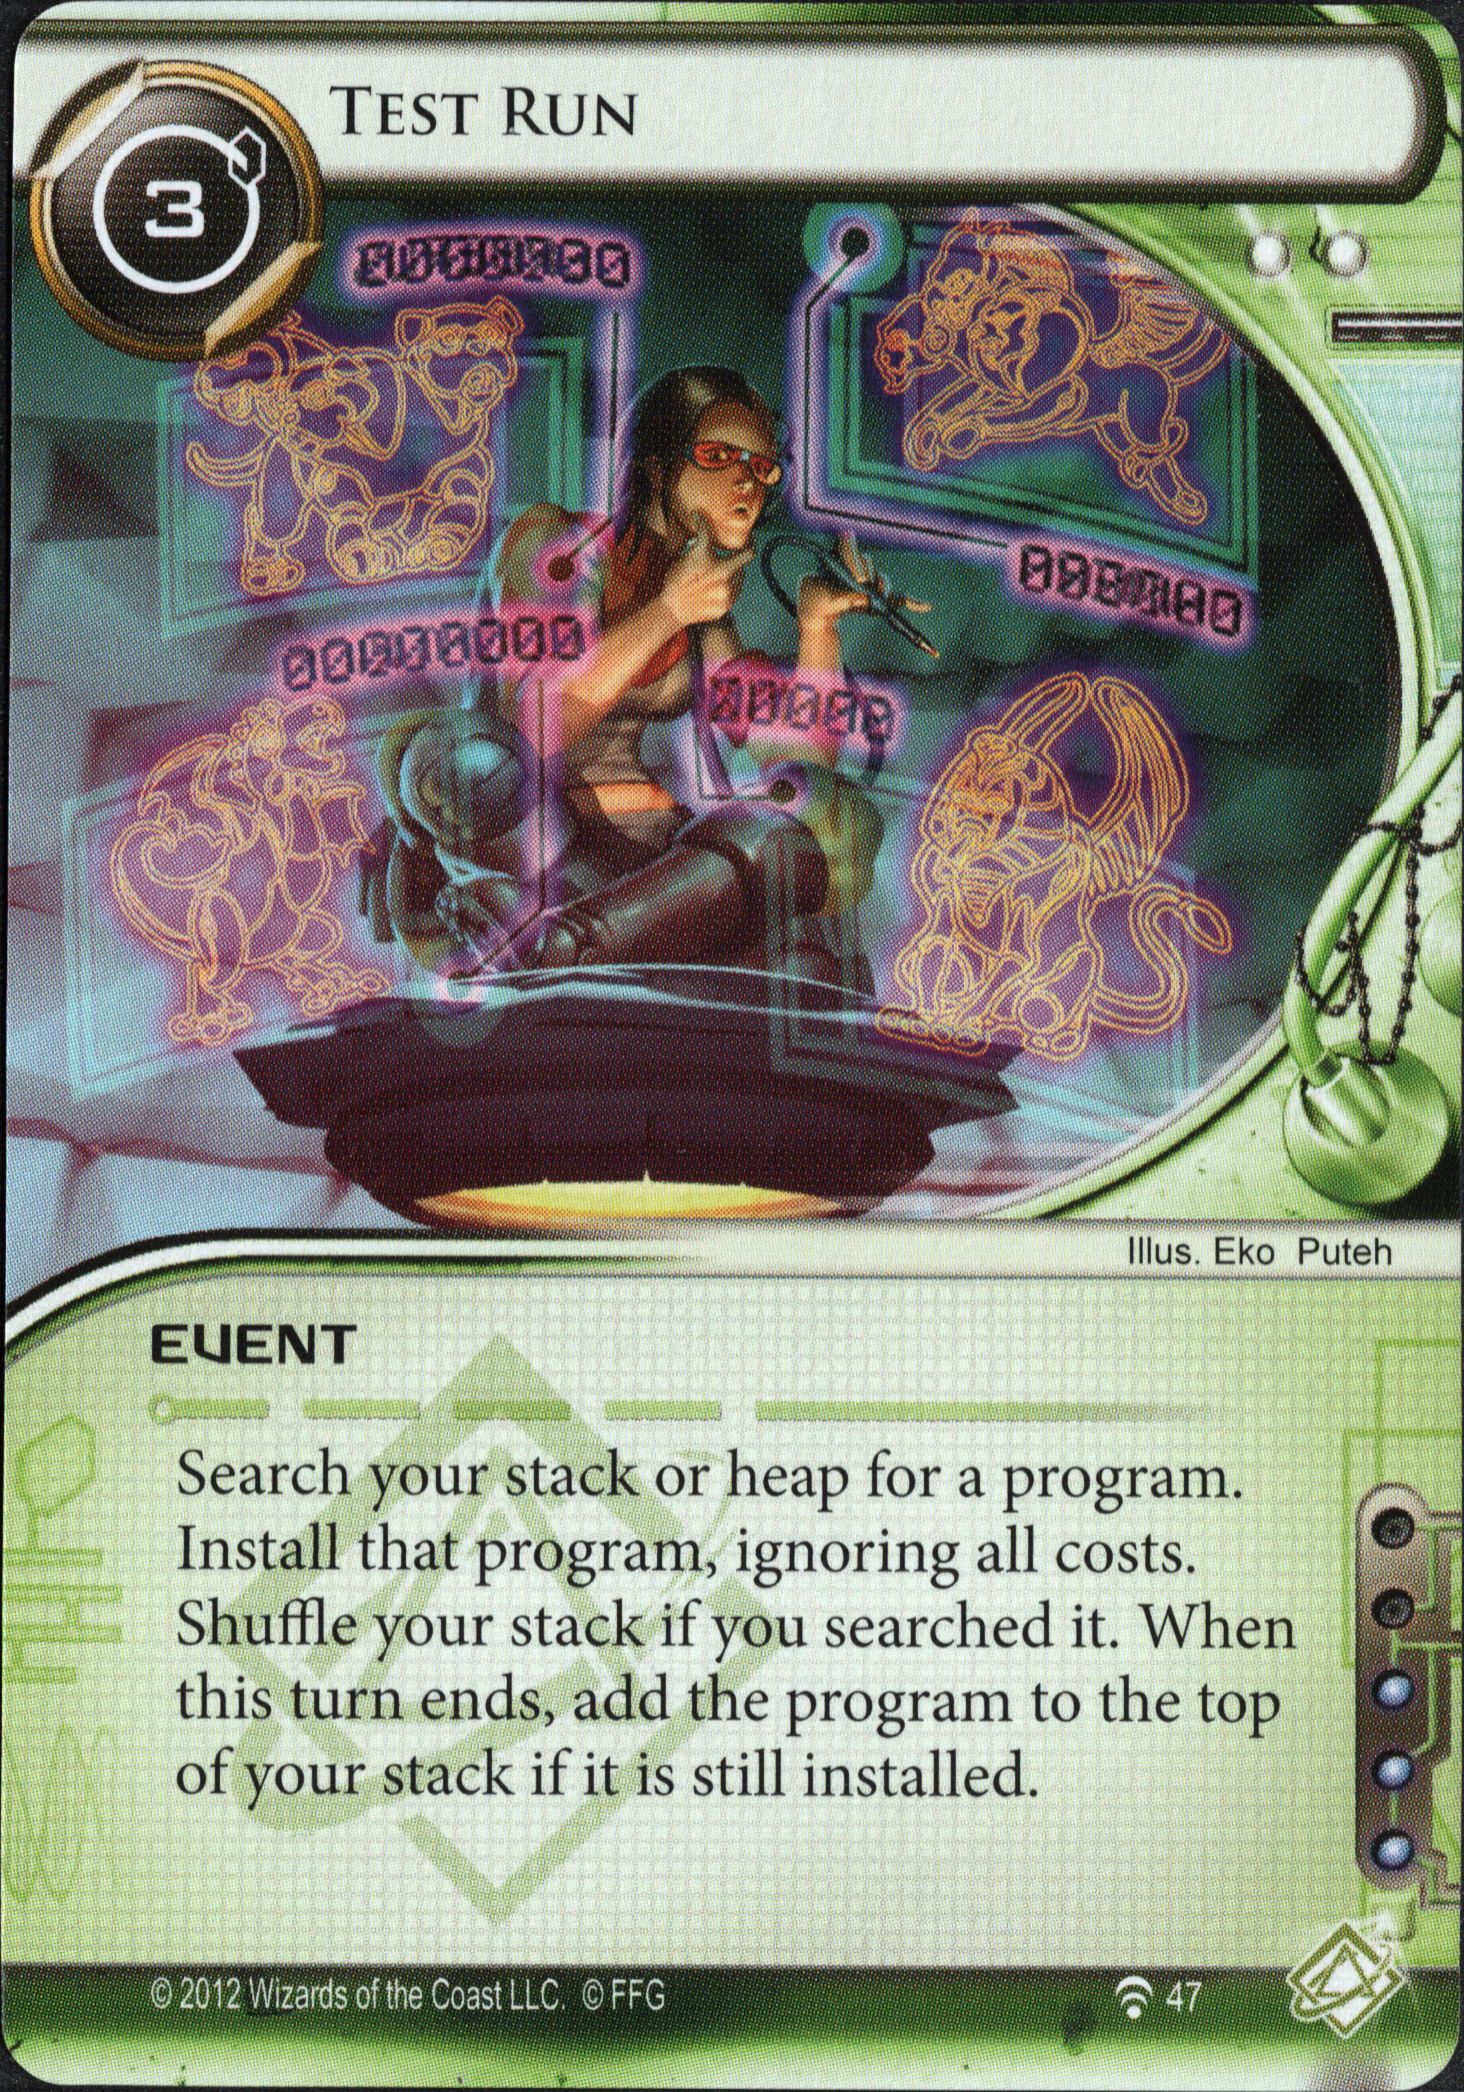 Test Run
3
Illus. Eko Puteh
EVENT
Search your stack or heap for a program.
Install that program, ignoring all costs.
Shuffle your stack if you searched it. When
this turn ends, add the program to the top
of your stack if it is still installed.
© 2012 Wizards of the Coast LLC. © FFG
47